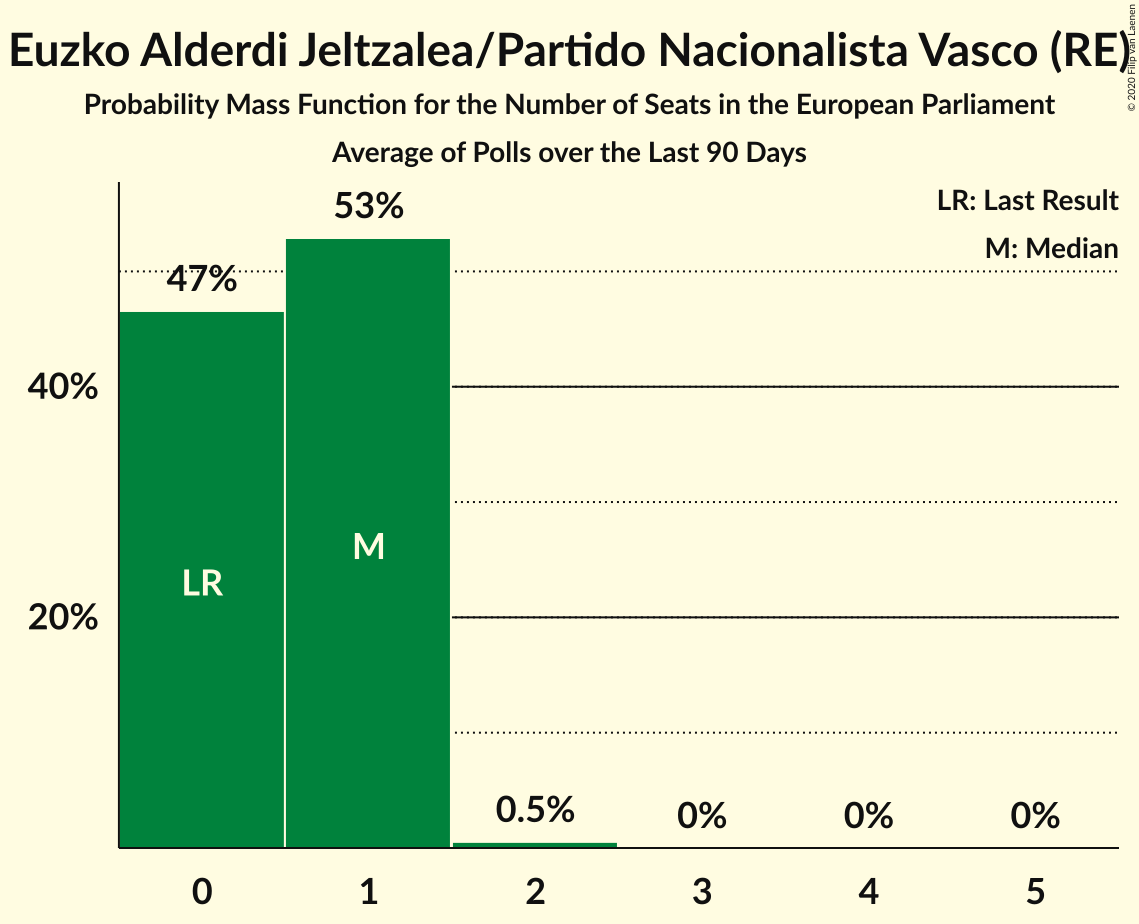 Euzko Alderdi Jeltzalea/Partido Nacionalista Vasco (RE)
© 2020 Filip van Laenen
Probability Mass Function for the Number of Seats in the European Parliament
Average of Polls over the Last 90 Days
LR: Last Result
M: Median
53%
47%
40%
20%
M
LR
0.5%
0%
0%
0%
0
1
2
3
4
5